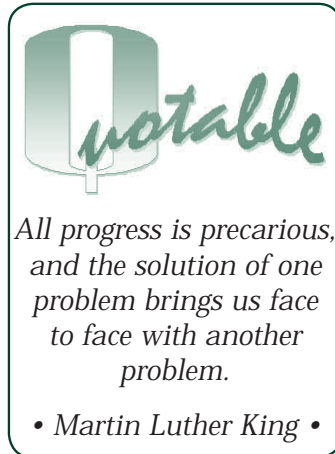 Quotable
All progress is precarious,
and the solution of one
problem brings us face
to face with another
problem.
• Martin Luther King •